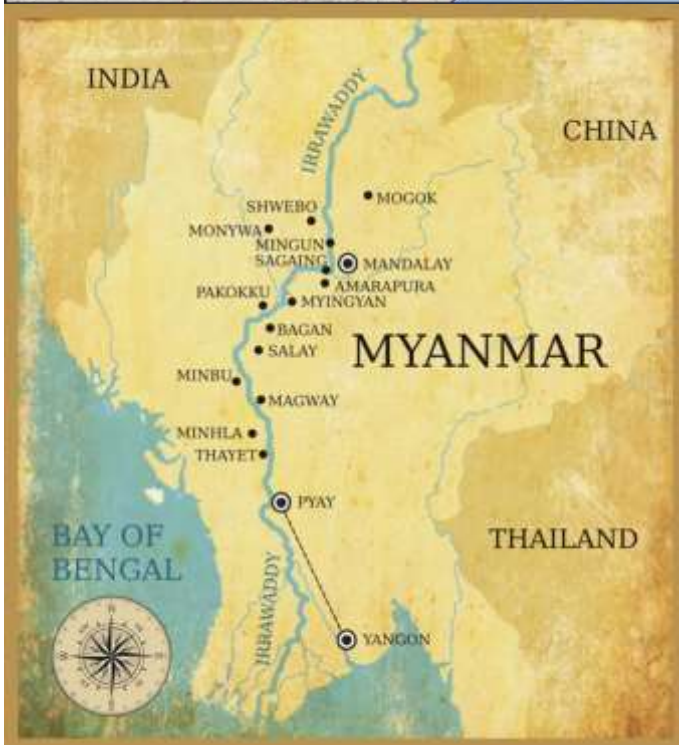 INDIA
CHINA
IRRAWADDY
MOGOK
SHWEBO
MONYWA
MINGUN
SAGAING
MANDALAY
AMARAPURA
PAKOKKU
MYINGYAN
BAGAN
SALAY
MYANMAR
MINBU
MAGWAY
MINHLA
THAYET
PYAY
BAY OF
BENGAL
THAILAND
IRRAWADDY
YANGON
N
W
E
S